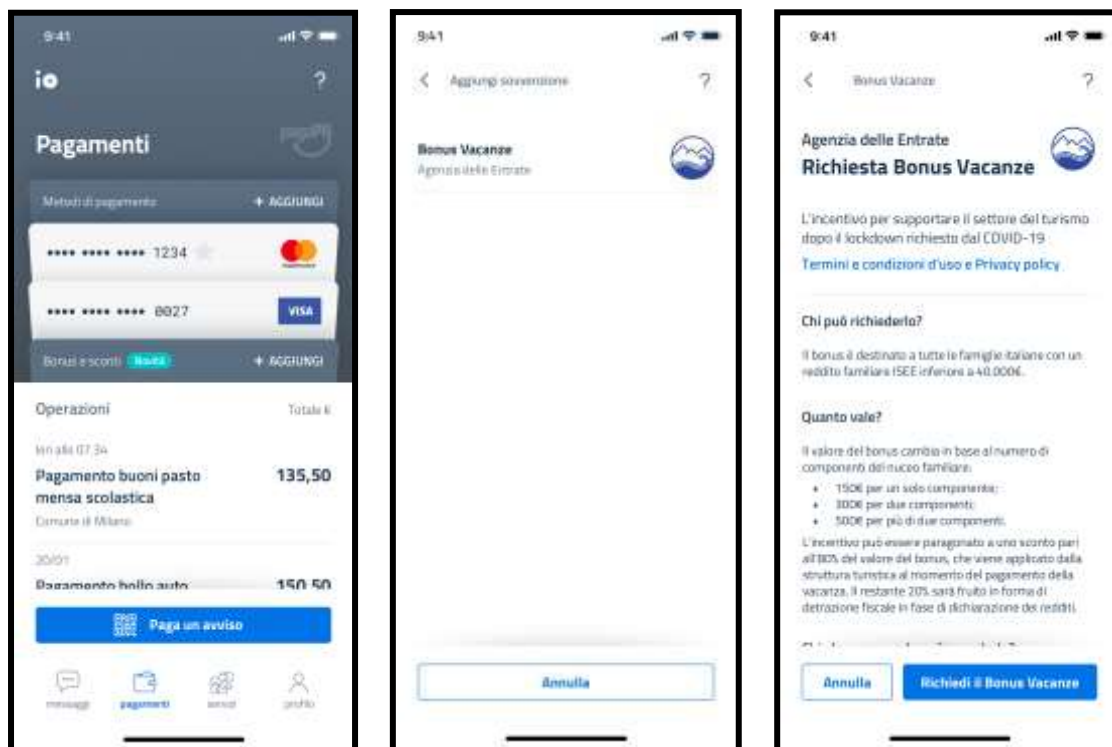 9:41
io
?
Pagamenti
pagoPA
Metodi di pagamento
+ AGGIUNGI
•••• •••• •••• 1234
mastercard
•••• •••• •••• 0027
VISA
Bonus e sconti Novità
+ AGGIUNGI
Operazioni
Totale 6
Ieri alle 07:34
Pagamento buoni pasto
135,50
mensa scolastica
Comune di Milano
20/01
Pagamento bollo auto
150,50
Paga un avviso
messaggi
pagamenti
servizi
profilo
9:41
Aggiungi sovvenzione
?
Bonus Vacanze
Agenzia delle Entrate
Annulla
9:41
Bonus Vacanze
?
Agenzia delle Entrate
Richiesta Bonus Vacanze
L'incentivo per supportare il settore del turismo
dopo il lockdown richiesto dal COVID-19
Termini e condizioni d'uso e Privacy policy
Chi può richiederlo?
Il bonus è destinato a tutte le famiglie italiane con un
reddito familiare ISEE inferiore a 40.000€.
Quanto vale?
Il valore del bonus cambia in base al numero di
componenti del nuceo familiare:
• 150€ per un solo componente;
• 300€ per due componenti;
• 500€ per più di due componenti.
L'incentivo può essere paragonato a uno sconto pari
all'80% del valore del bonus, che viene applicato dalla
struttura turistica al momento del pagamento della
vacanza. Il restante 20% sarà fruito in forma di
detrazione fiscale in fase di dichiarazione dei redditi.
Annulla
Richiedi il Bonus Vacanze